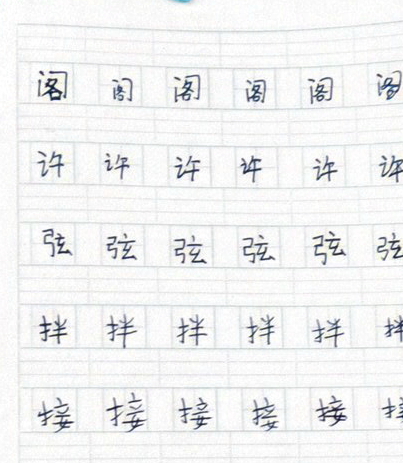 阁 阁 阁 阁 阁 阁
许 许 许 许 许 许
弦 弦 弦 弦 弦 弦
拌 拌 拌 拌 拌 拌
接 接 接 接 接 接